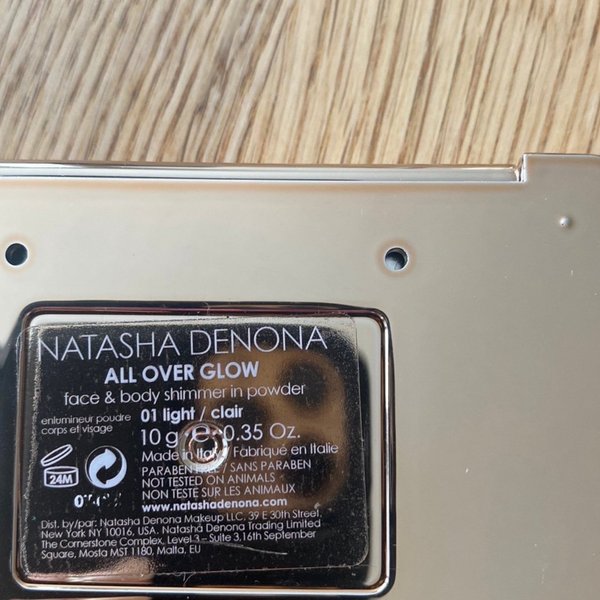 NATASHA DENONA
ALL OVER GLOW
face & body shimmer in powder
enlumineur poudre
corps et visage
01 light / clair
10 g e 0.35 Oz.
Made in Italy / Fabriqué en Italie
PARABEN FREE / SANS PARABEN
NOT TESTED ON ANIMALS
NON TESTE SUR LES ANIMAUX
www.natashadenona.com
24M
Dist. by/par: Natasha Denona Makeup LLC, 39 E 30th Street,
New York NY 10016, USA. Natasha Denona Trading Limited
The Cornerstone Complex, Level 3 - Suite 3,16th September
Square, Mosta MST 1180, Malta, EU